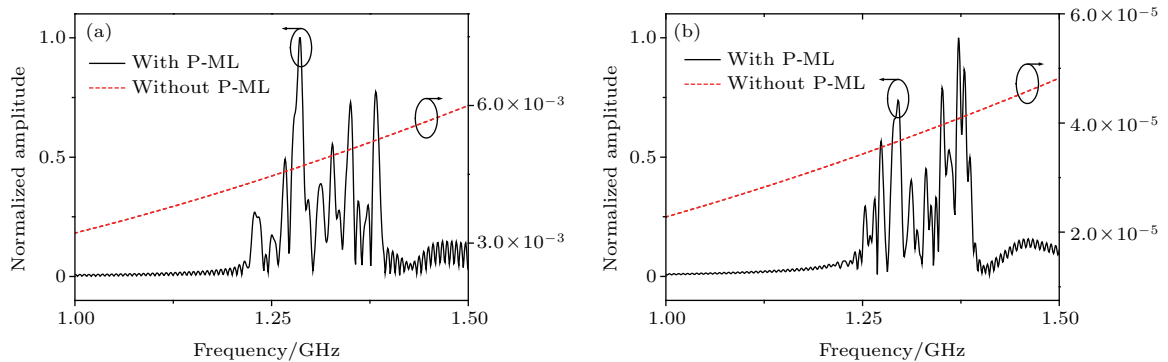 (a)
With P-ML
Without P-ML
Normalized amplitude
1.0
0.5
0
6.0×10−3
3.0×10−3
1.00
1.25
1.50
Frequency/GHz
(b)
With P-ML
Without P-ML
Normalized amplitude
1.0
0.5
0
6.0×10−5
4.0×10−5
2.0×10−5
1.00
1.25
1.50
Frequency/GHz